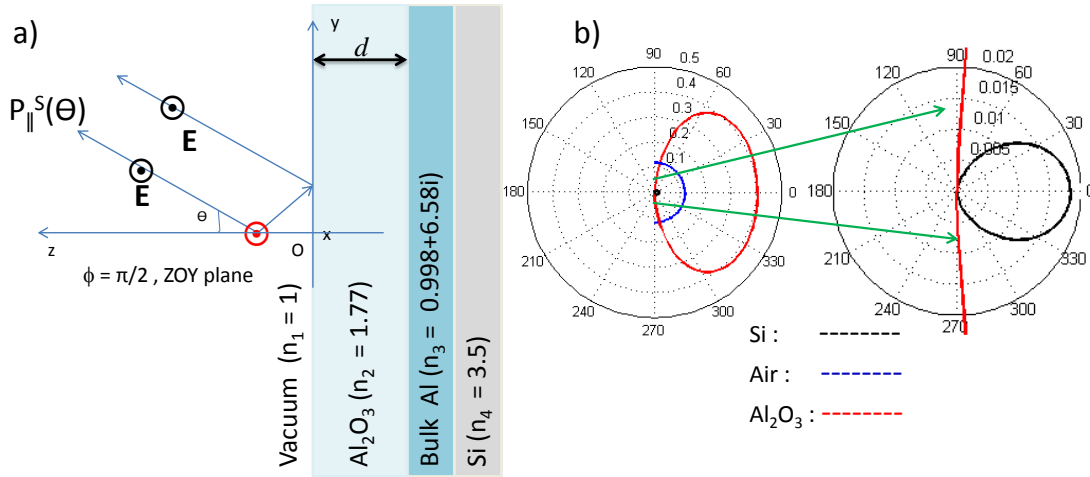 a)
y
d
P∥ˢ(Θ)
E
E
θ
O
x
z
ϕ = π/2 , ZOY plane
Vacuum (n₁ = 1)
Al₂O₃ (n₂ = 1.77)
Bulk Al (n₃ = 0.998+6.58i)
Si (n₄ = 3.5)
b)
90
0.5
120
0.4
60
0.3
150
0.2
30
0.1
180
0
210
330
240
300
270
90
0.02
120
60
0.015
150
0.01
30
0.005
180
0
210
330
240
300
270
Si :
Air :
Al₂O₃ :